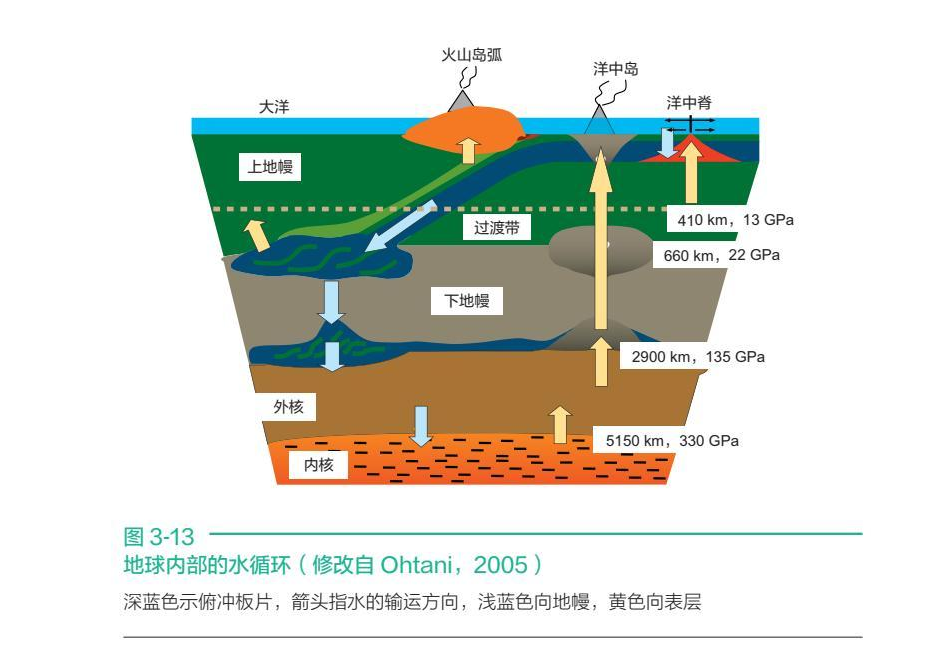 火山岛弧
洋中岛
洋中脊
大洋
上地幔
410 km，13 GPa
过渡带
660 km，22 GPa
下地幔
2900 km，135 GPa
外核
5150 km，330 GPa
内核
图 3-13
地球内部的水循环（修改自 Ohtani，2005）
深蓝色示俯冲板片，箭头指水的输运方向，浅蓝色向地幔，黄色向表层